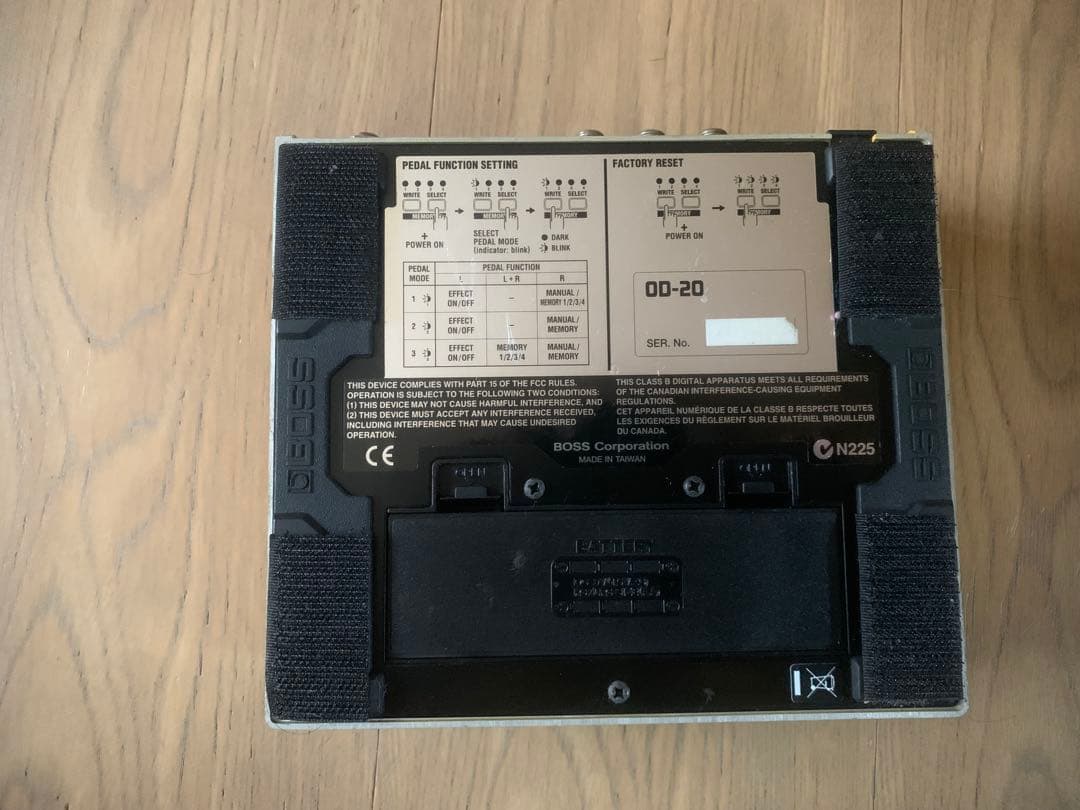 PEDAL FUNCTION SETTING
1 2 3 4
WRITE SELECT
MEMORY
+
POWER ON
WRITE SELECT
MEMORY
SELECT
PEDAL MODE
(indicator: blink)
WRITE SELECT
MEMORY
DARK
BLINK
PEDAL MODE
PEDAL FUNCTION
L
L + R
R
1
EFFECT ON/OFF
–
MANUAL / MEMORY 1/2/3/4
2
EFFECT ON/OFF
–
MANUAL / MEMORY
3
EFFECT ON/OFF
MEMORY 1/2/3/4
MANUAL / MEMORY
FACTORY RESET
WRITE SELECT
MEMORY
+
POWER ON
WRITE SELECT
MEMORY
OD-20
SER. No.
THIS DEVICE COMPLIES WITH PART 15 OF THE FCC RULES.
OPERATION IS SUBJECT TO THE FOLLOWING TWO CONDITIONS:
(1) THIS DEVICE MAY NOT CAUSE HARMFUL INTERFERENCE, AND
(2) THIS DEVICE MUST ACCEPT ANY INTERFERENCE RECEIVED,
INCLUDING INTERFERENCE THAT MAY CAUSE UNDESIRED
OPERATION.
THIS CLASS B DIGITAL APPARATUS MEETS ALL REQUIREMENTS
OF THE CANADIAN INTERFERENCE-CAUSING EQUIPMENT
REGULATIONS.
CET APPAREIL NUMÉRIQUE DE LA CLASSE B RESPECTE TOUTES
LES EXIGENCES DU RÈGLEMENT SUR LE MATÉRIEL BROUILLEUR
DU CANADA.
BOSS Corporation
MADE IN TAIWAN
CE
N225
BOSS
BOSS
OPEN
OPEN
BATTERY